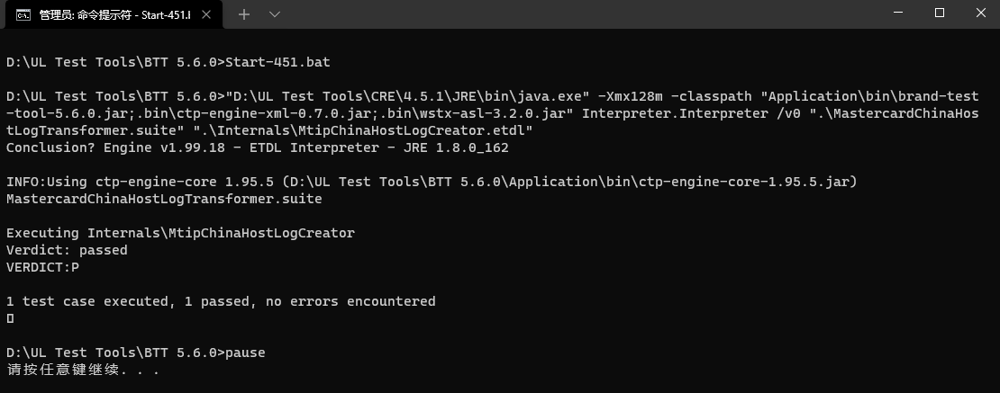 管理员: 命令提示符 - Start-451.l
D:\UL Test Tools\BTT 5.6.0>Start-451.bat
D:\UL Test Tools\BTT 5.6.0>"D:\UL Test Tools\CRE\4.5.1\JRE\bin\java.exe" -Xmx128m -classpath "Application\bin\brand-test
-tool-5.6.0.jar;.bin\ctp-engine-xml-0.7.0.jar;.bin\wstx-asl-3.2.0.jar" Interpreter.Interpreter /v0 ".\MastercardChinaHos
tLogTransformer.suite" ".\Internals\MtipChinaHostLogCreator.etdl"
Conclusion? Engine v1.99.18 - ETDL Interpreter - JRE 1.8.0_162
INFO:Using ctp-engine-core 1.95.5 (D:\UL Test Tools\BTT 5.6.0\Application\bin\ctp-engine-core-1.95.5.jar)
MastercardChinaHostLogTransformer.suite
Executing Internals\MtipChinaHostLogCreator
Verdict: passed
VERDICT:P
1 test case executed, 1 passed, no errors encountered
D:\UL Test Tools\BTT 5.6.0>pause
请按任意键继续. . .